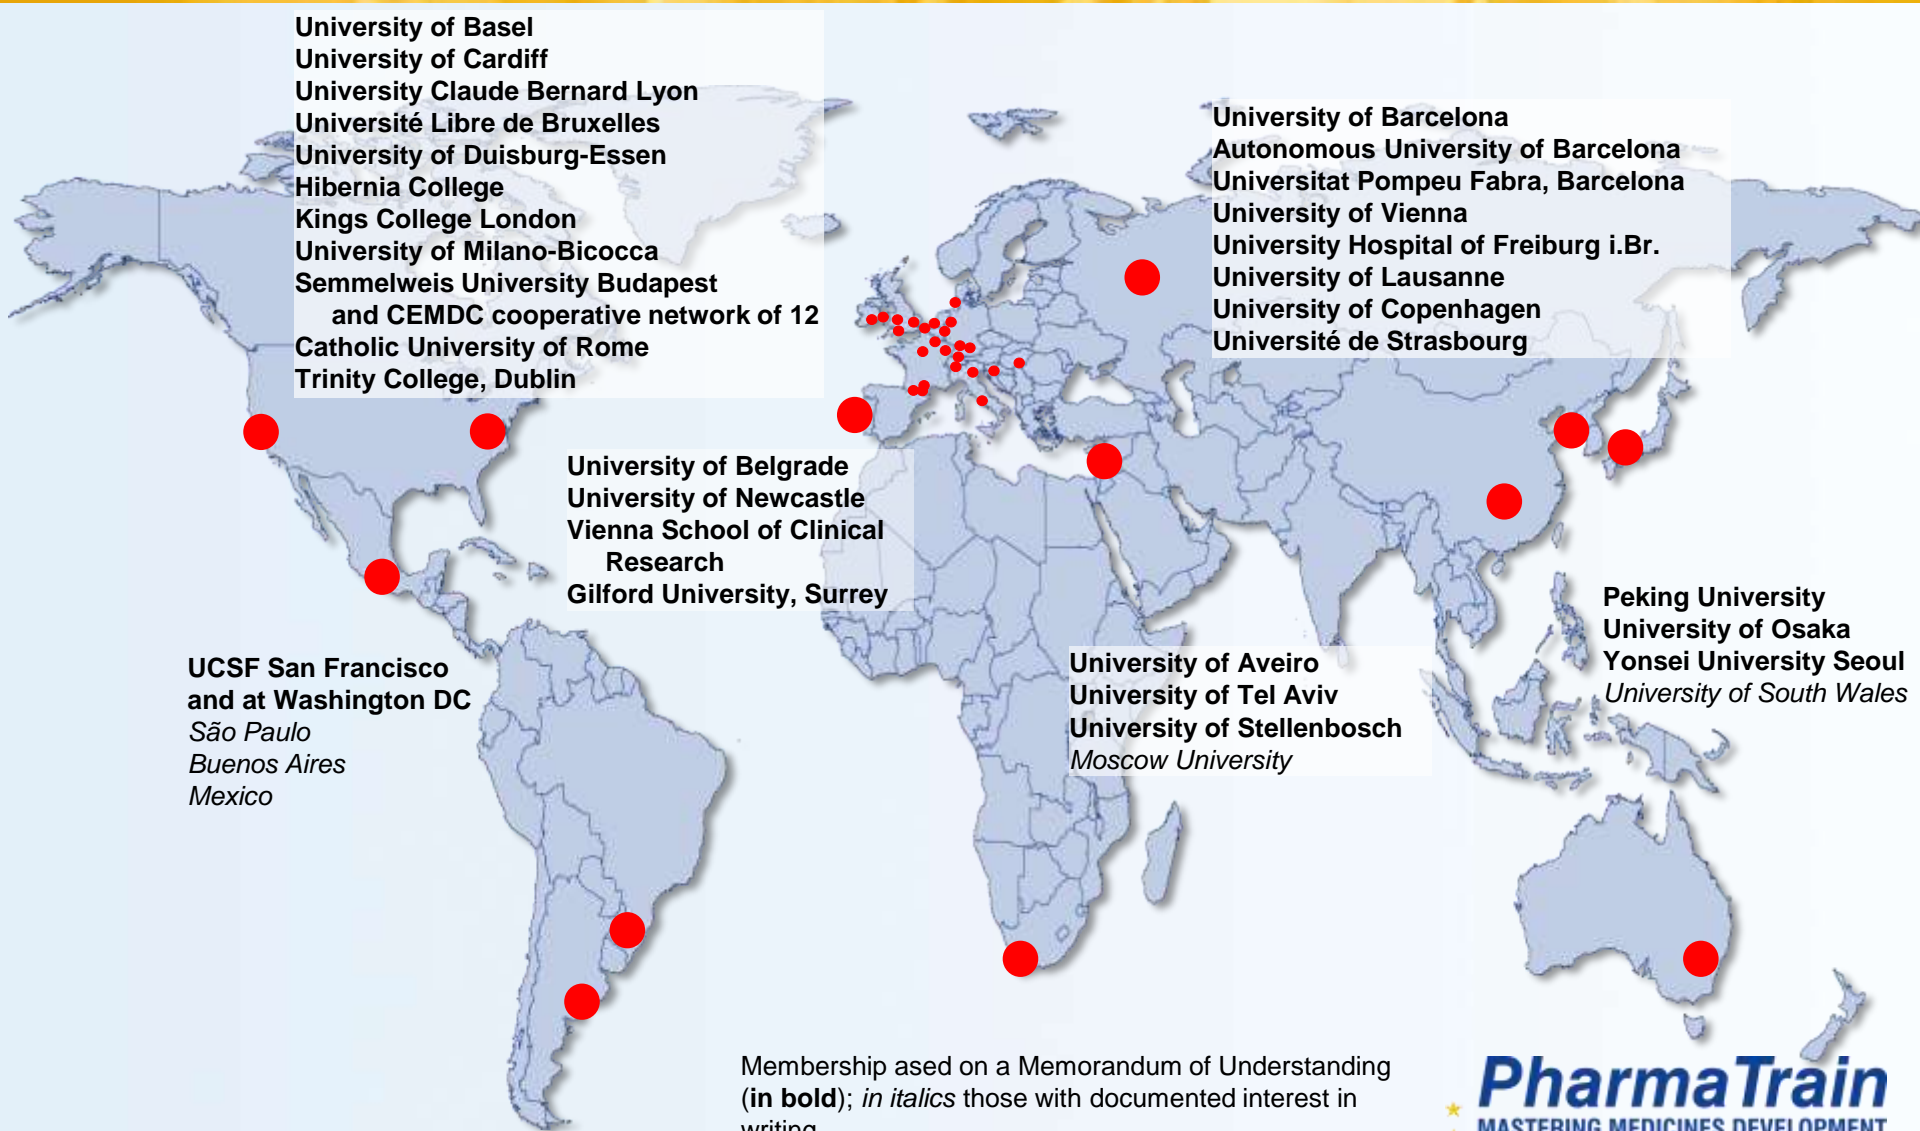 University of Basel
University of Cardiff
University Claude Bernard Lyon
Université Libre de Bruxelles
University of Duisburg-Essen
Hibernia College
Kings College London
University of Milano-Bicocca
Semmelweis University Budapest
and CEMDC cooperative network of 12
Catholic University of Rome
Trinity College, Dublin
University of Barcelona
Autonomous University of Barcelona
Universitat Pompeu Fabra, Barcelona
University of Vienna
University Hospital of Freiburg i.Br.
University of Lausanne
University of Copenhagen
Université de Strasbourg
University of Belgrade
University of Newcastle
Vienna School of Clinical
Research
Gilford University, Surrey
UCSF San Francisco
and at Washington DC
São Paulo
Buenos Aires
Mexico
University of Aveiro
University of Tel Aviv
University of Stellenbosch
Moscow University
Peking University
University of Osaka
Yonsei University Seoul
University of South Wales
Membership ased on a Memorandum of Understanding
(in bold); in italics those with documented interest in
writing
PharmaTrain
MASTERING MEDICINES DEVELOPMENT